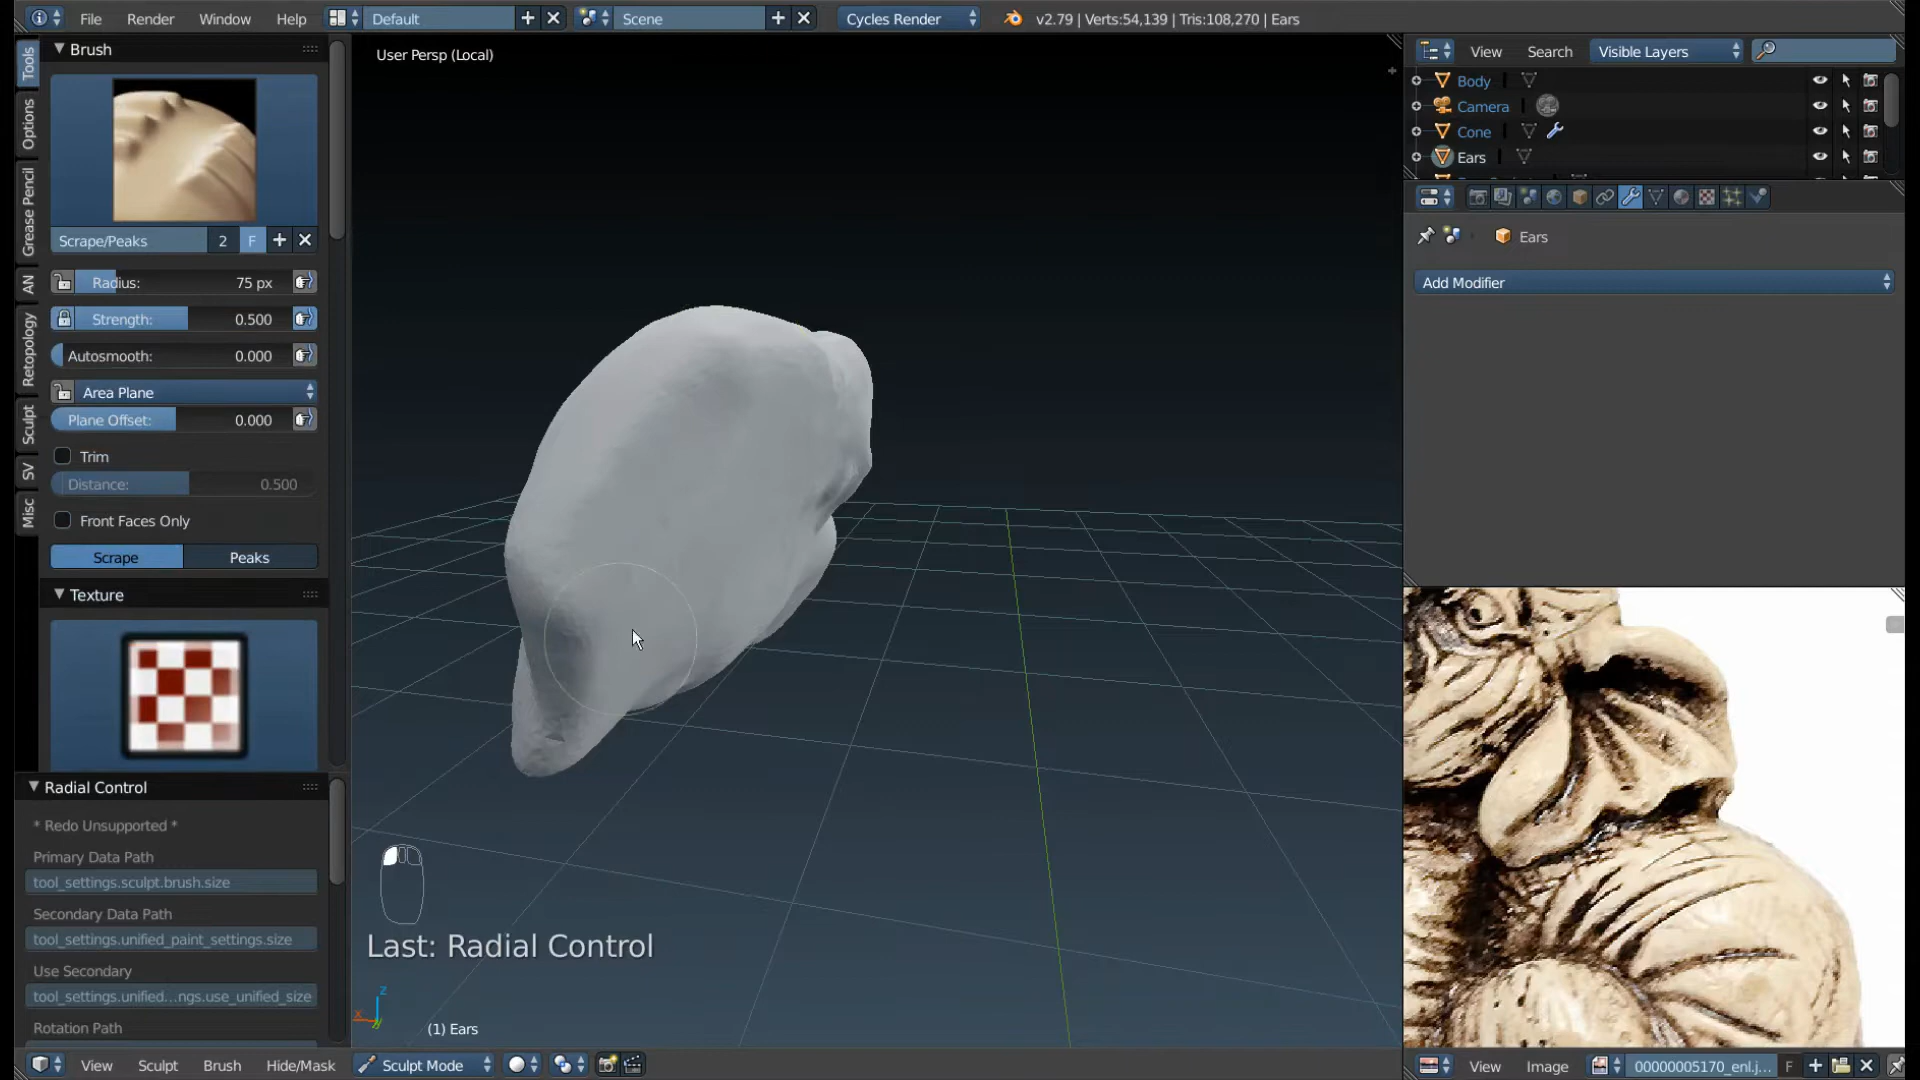 File Render Window Help Default Scene Cycles Render v2.79 | Verts:54,139 | Tris:108,270 | Ears
Tools
Options
Grease Pencil
AN
Retopology
Sculpt
SV
Misc
Brush
Scrape/Peaks 2 F
Radius: 75 px
Strength: 0.500
Autosmooth: 0.000
Area Plane
Plane Offset: 0.000
Trim
Distance: 0.500
Front Faces Only
Scrape Peaks
Texture
Radial Control
* Redo Unsupported *
Primary Data Path
tool_settings.sculpt.brush.size
Secondary Data Path
tool_settings.unified_paint_settings.size
Use Secondary
tool_settings.unified...ngs.use_unified_size
Rotation Path
User Persp (Local)
Last: Radial Control
z
x
y
(1) Ears
View Sculpt Brush Hide/Mask Sculpt Mode
View Search Visible Layers
Body
Camera
Cone
Ears
Ears
Add Modifier
View Image 00000005170_enl.j... F